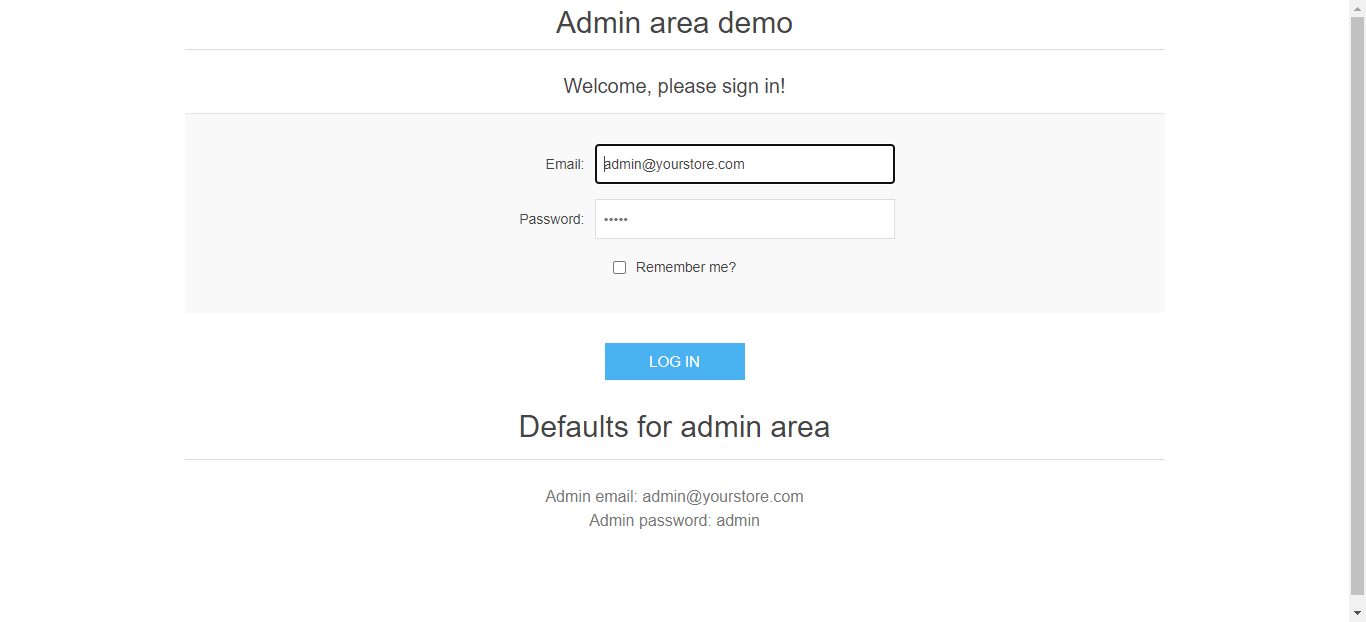 Admin area demo
Welcome, please sign in!
Email: admin@yourstore.com
Password: •••••
Remember me?
LOG IN
Defaults for admin area
Admin email: admin@yourstore.com
Admin password: admin